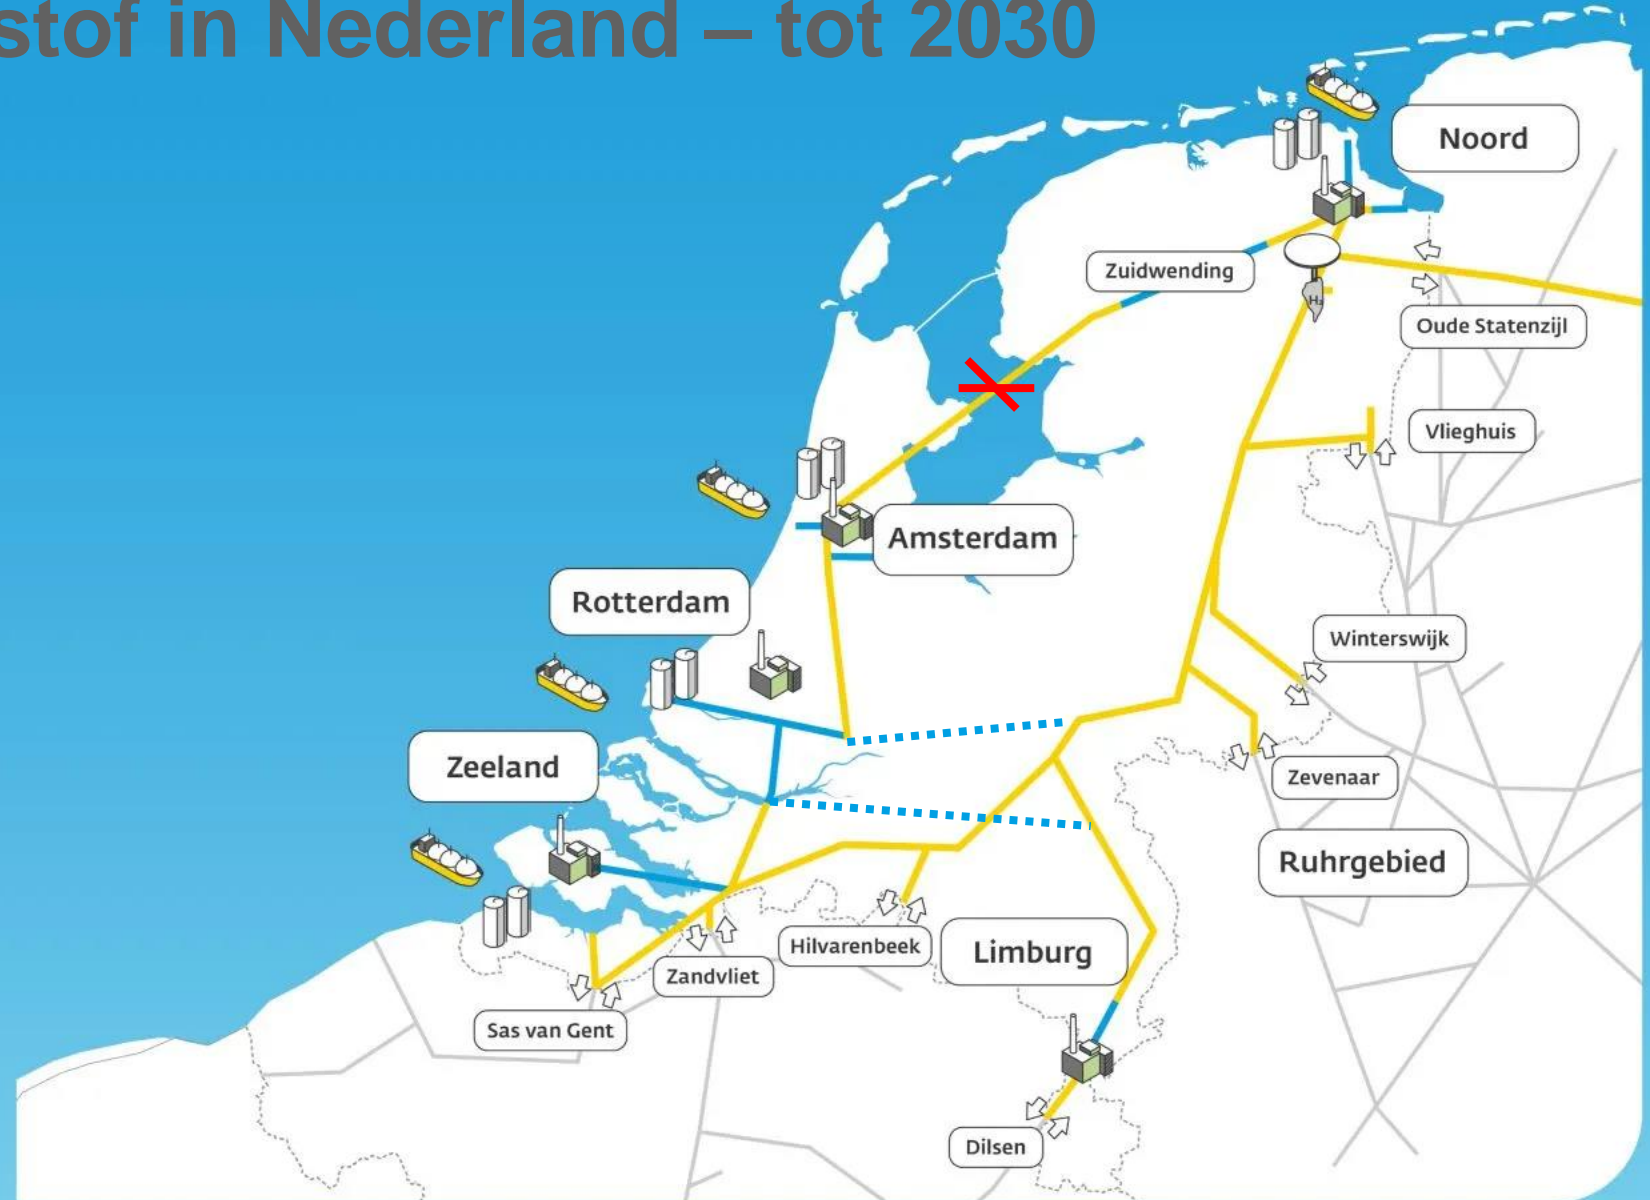 stof in Nederland – tot 2030
Noord
Zuidwending
H₂
Oude Statenzijl
Vlieghuis
Amsterdam
Rotterdam
Winterswijk
Zeeland
Zevenaar
Ruhrgebied
Hilvarenbeek
Limburg
Zandvliet
Sas van Gent
Dilsen